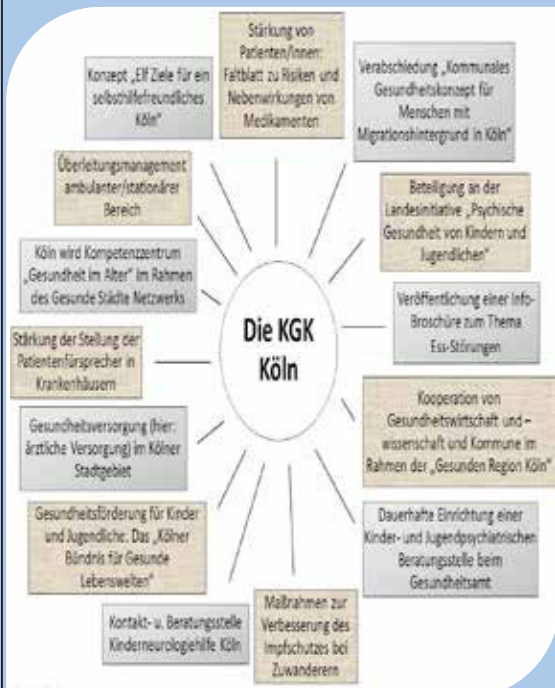 Stärkung von
Patienten/innen:
Faltblatt zu Risiken und
Nebenwirkungen von
Medikamenten
Konzept „Elf Ziele für ein
selbsthilfefreundliches
Köln"
Verabschiedung „Kommunales
Gesundheitskonzept für
Menschen mit
Migrationshintergrund in Köln"
Überleitungsmanagement
ambulanter/stationärer
Bereich
Beteiligung an der
Landesinitiative „Psychische
Gesundheit von Kindern und
Jugendlichen"
Köln wird Kompetenzzentrum
„Gesundheit im Alter" im Rahmen
des Gesunde Städte Netzwerks
Die KGK
Köln
Veröffentlichung einer Info-
Broschüre zum Thema
Ess-Störungen
Stärkung der Stellung der
Patientenfürsprecher in
Krankenhäusern
Kooperation von
Gesundheitswirtschaft und –
wissenschaft und Kommune im
Rahmen der „Gesunden Region Köln"
Gesundheitsversorgung (hier:
ärztliche Versorgung) im Kölner
Stadtgebiet
Dauerhafte Einrichtung einer
Kinder- und Jugendpsychiatrischen
Beratungsstelle beim
Gesundheitsamt
Gesundheitsförderung für Kinder
und Jugendliche: Das „Kölner
Bündnis für Gesunde
Lebenswelten"
Kontakt- u. Beratungsstelle
Kinderneurologiehilfe Köln
Maßnahmen zur
Verbesserung des
Impfschutzes bei
Zuwanderern